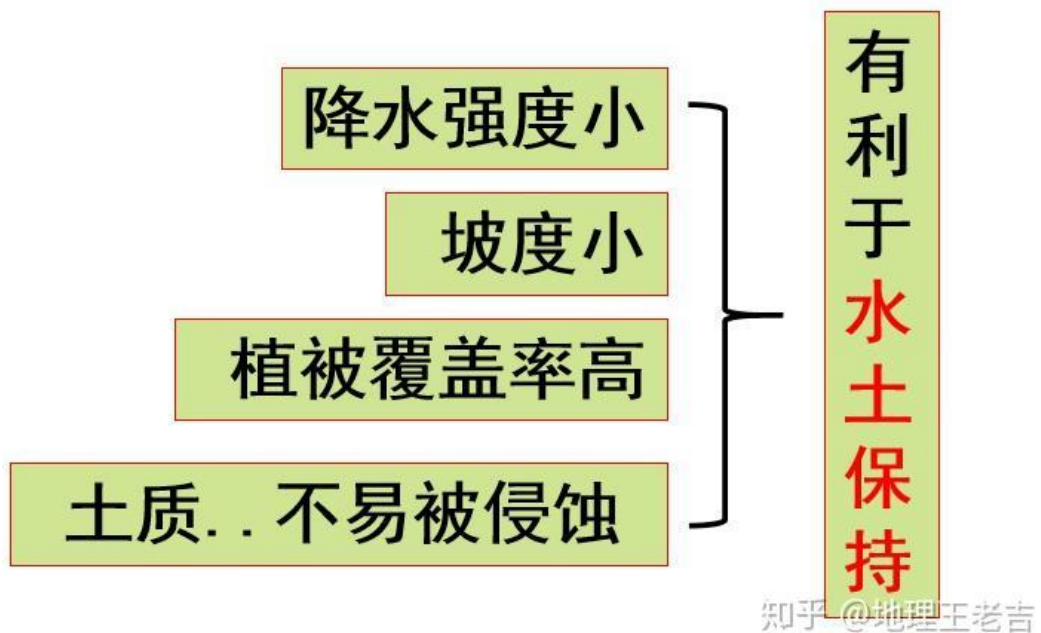 降水强度小
坡度小
植被覆盖率高
土质..不易被侵蚀
有利于水土保持
知乎 @地理王老吉